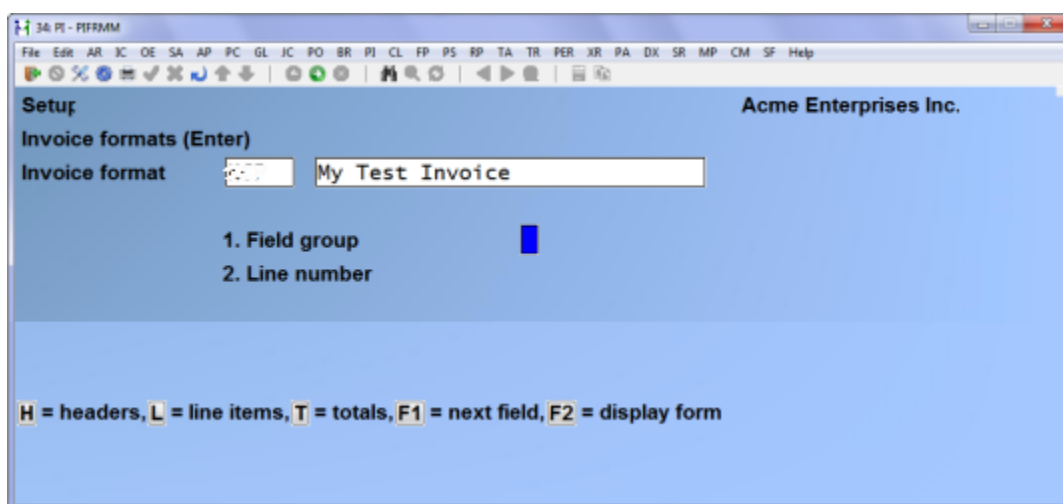 34: PI - PIFRMM
File Edit AR IC OE SA AP PC GL JC PO BR PI CL FP PS RP TA TR PER XR PA DX SR MP CM SF Help
Setup Acme Enterprises Inc.
Invoice formats (Enter)
Invoice format My Test Invoice
1. Field group
2. Line number
H = headers, L = line items, T = totals, F1 = next field, F2 = display form